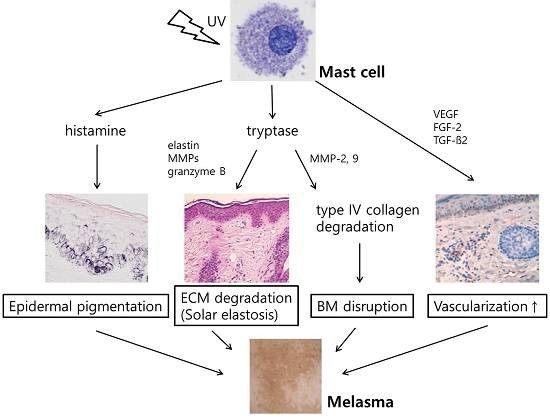 UV
Mast cell
histamine
tryptase
VEGF
FGF-2
TGF-ß2
elastin
MMPs
granzyme B
MMP-2, 9
type IV collagen
degradation
Epidermal pigmentation
ECM degradation
(Solar elastosis)
BM disruption
Vascularization ↑
Melasma